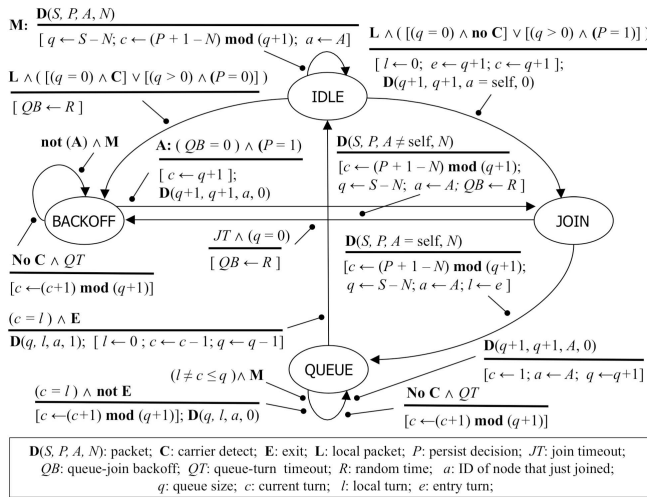 M: D(S, P, A, N)
[ q ← S – N; c ← (P + 1 – N) mod (q+1); a ← A]
L ∧ ( [(q = 0) ∧ no C] ∨ [(q > 0) ∧ (P = 1)] )
[ l ← 0; e ← q+1; c ← q+1 ];
D(q+1, q+1, a = self, 0)
L ∧ ( [(q = 0) ∧ C] ∨ [(q > 0) ∧ (P = 0)] )
[ QB ← R ]
IDLE
not (A) ∧ M
A: ( QB = 0 ) ∧ (P = 1)
[ c ← q+1 ];
D(q+1, q+1, a, 0)
D(S, P, A ≠ self, N)
[c ← (P + 1 – N) mod (q+1);
q ← S – N; a ← A; QB ← R ]
BACKOFF
JOIN
JT ∧ (q = 0)
[ QB ← R ]
D(S, P, A = self, N)
[c ← (P + 1 – N) mod (q+1);
q ← S – N; a ← A; l ← e ]
No C ∧ QT
[c ←(c+1) mod (q+1)]
(c = l ) ∧ E
D(q, l, a, 1); [ l ← 0 ; c ← c – 1; q ← q – 1]
QUEUE
D(q+1, q+1, A, 0)
[c ← 1; a ← A; q ←q+1]
(l ≠ c ≤ q ) ∧ M
(c = l ) ∧ not E
[c ←(c+1) mod (q+1)]; D(q, l, a, 0)
No C ∧ QT
[c ←(c+1) mod (q+1)]
D(S, P, A, N): packet; C: carrier detect; E: exit; L: local packet; P: persist decision; JT: join timeout;
QB: queue-join backoff; QT: queue-turn timeout; R: random time; a: ID of node that just joined;
q: queue size; c: current turn; l: local turn; e: entry turn;